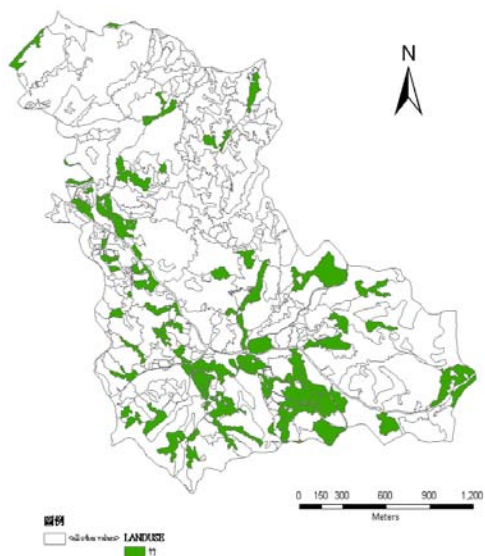 N
0 150 300 600 900 1,200
Meters
圖例
<all other values> LANDUSE
竹